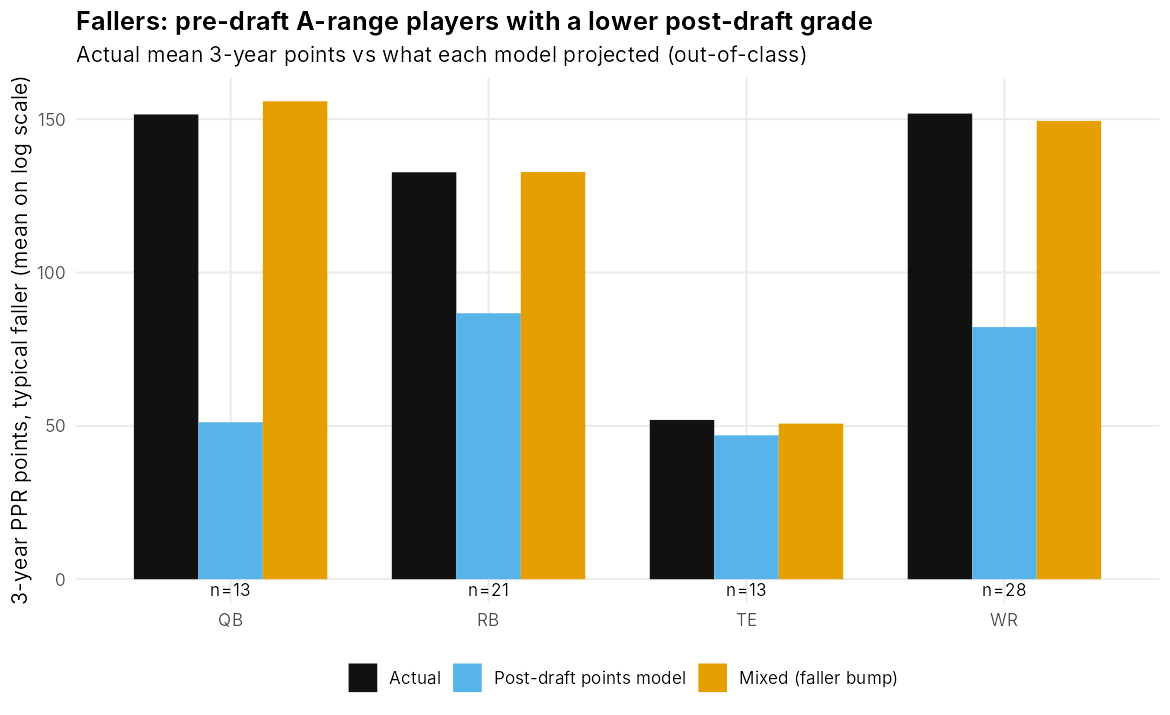 Fallers: pre-draft A-range players with a lower post-draft grade
Actual mean 3-year points vs what each model projected (out-of-class)
3-year PPR points, typical faller (mean on log scale)
150
100
50
0
n=13
n=21
n=13
n=28
QB
RB
TE
WR
Actual
Post-draft points model
Mixed (faller bump)